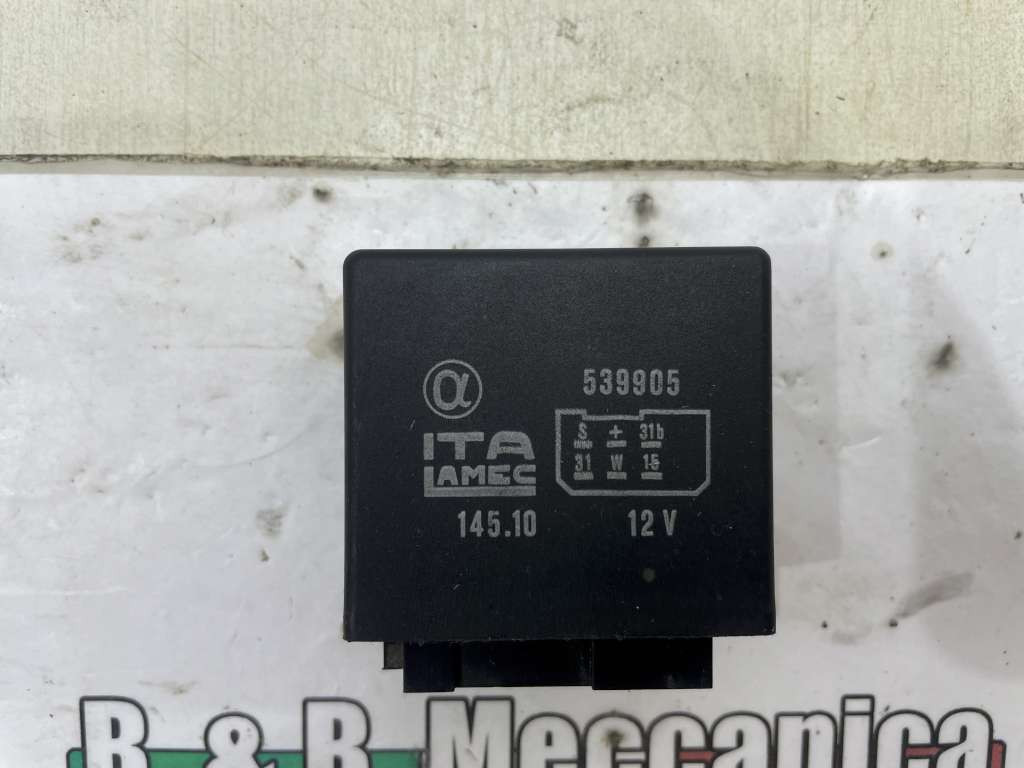 α
539905
ITA
LAMEC
S + 31b
31 W 15
145.10 12 V
B & B Meccanica